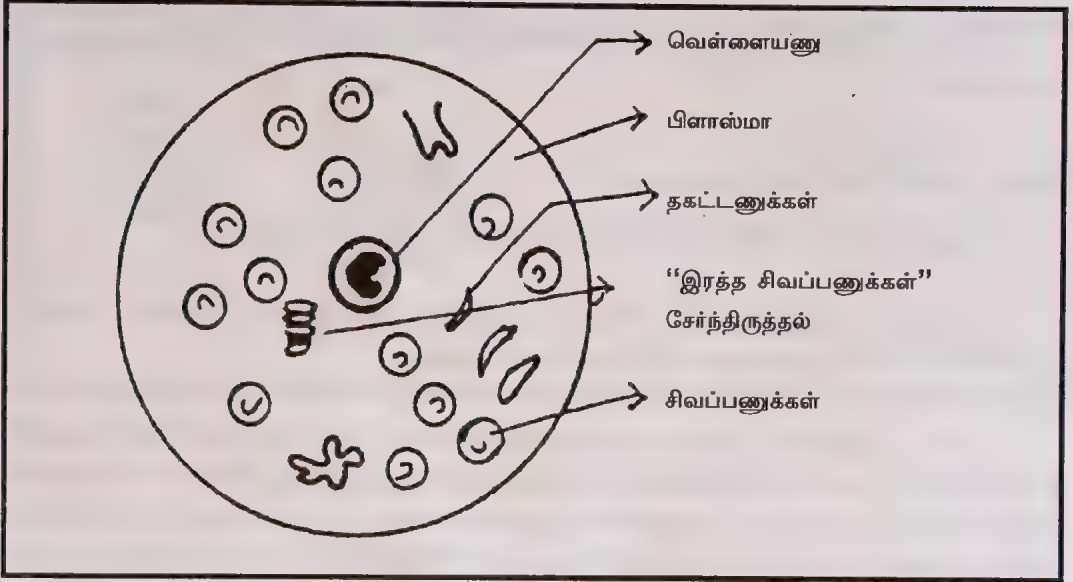 வெள்ளையணு
பிளாஸ்மா
தகட்டணுக்கள்
“இரத்த சிவப்பணுக்கள்”
சேர்ந்திருத்தல்
சிவப்பணுக்கள்